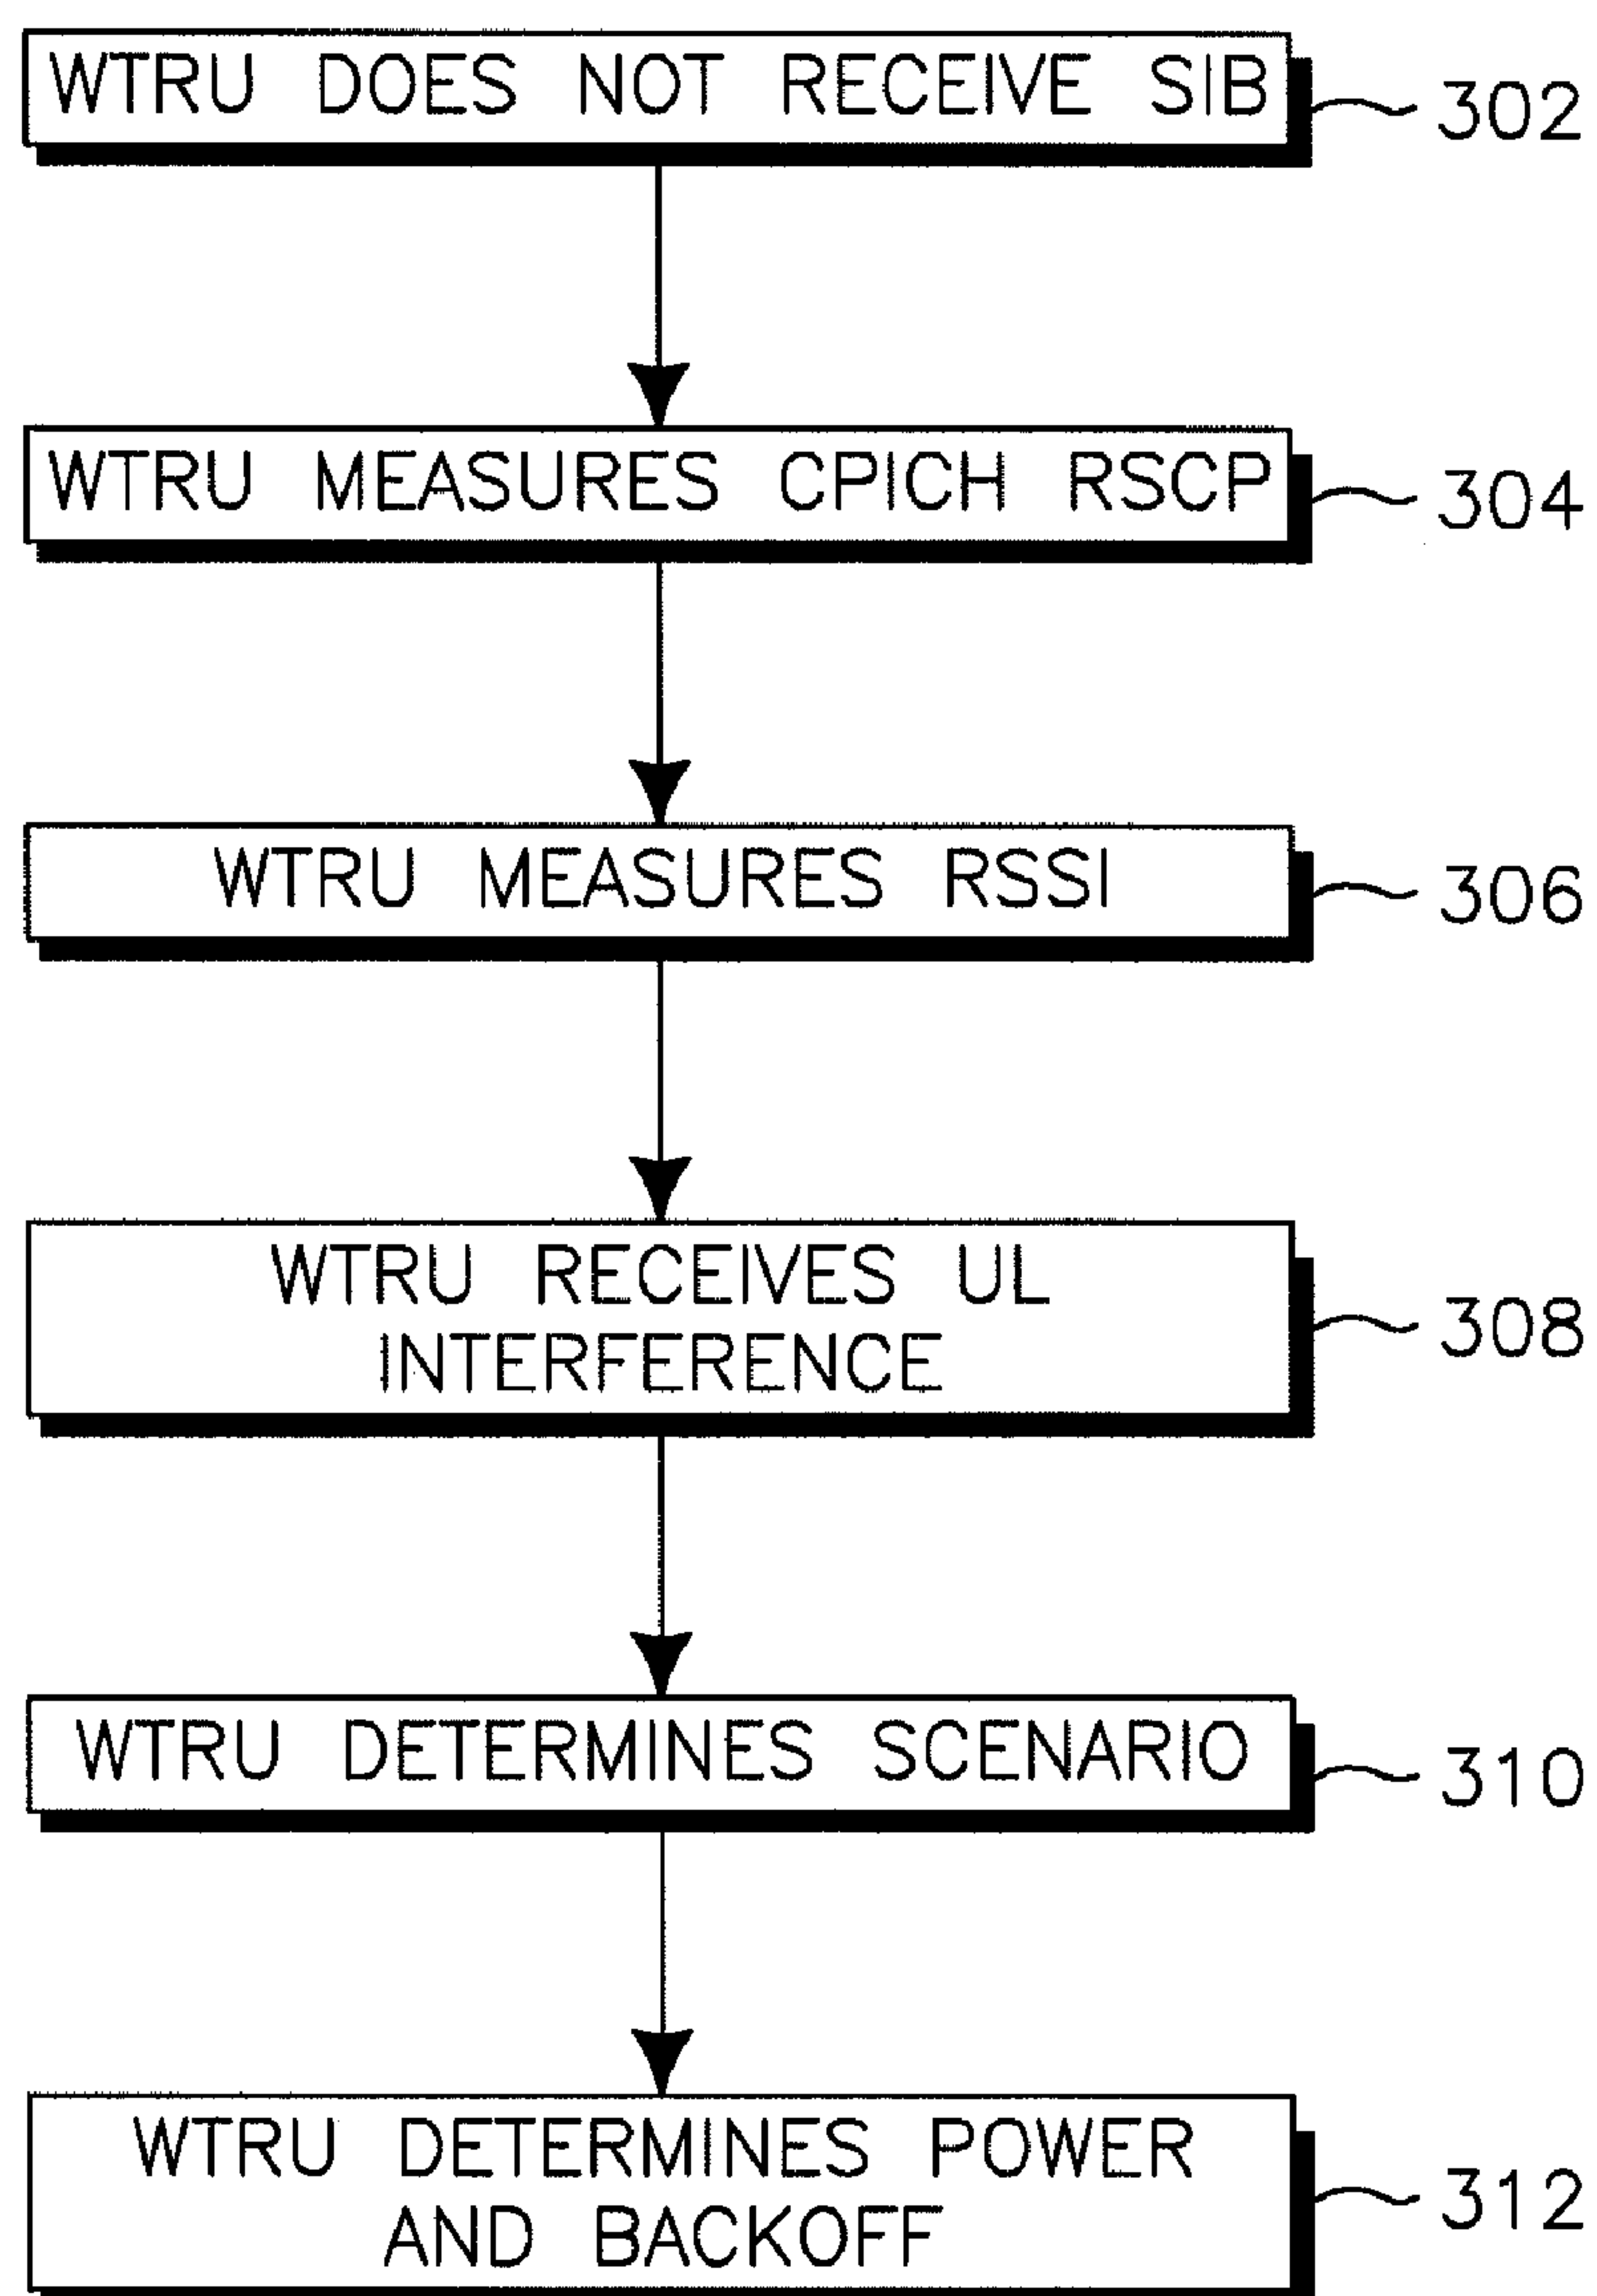 WTRU DOES NOT RECEIVE SIB
302
WTRU MEASURES CPICH RSCP
304
WTRU MEASURES RSSI
306
WTRU RECEIVES UL
INTERFERENCE
308
WTRU DETERMINES SCENARIO
310
WTRU DETERMINES POWER
AND BACKOFF
312